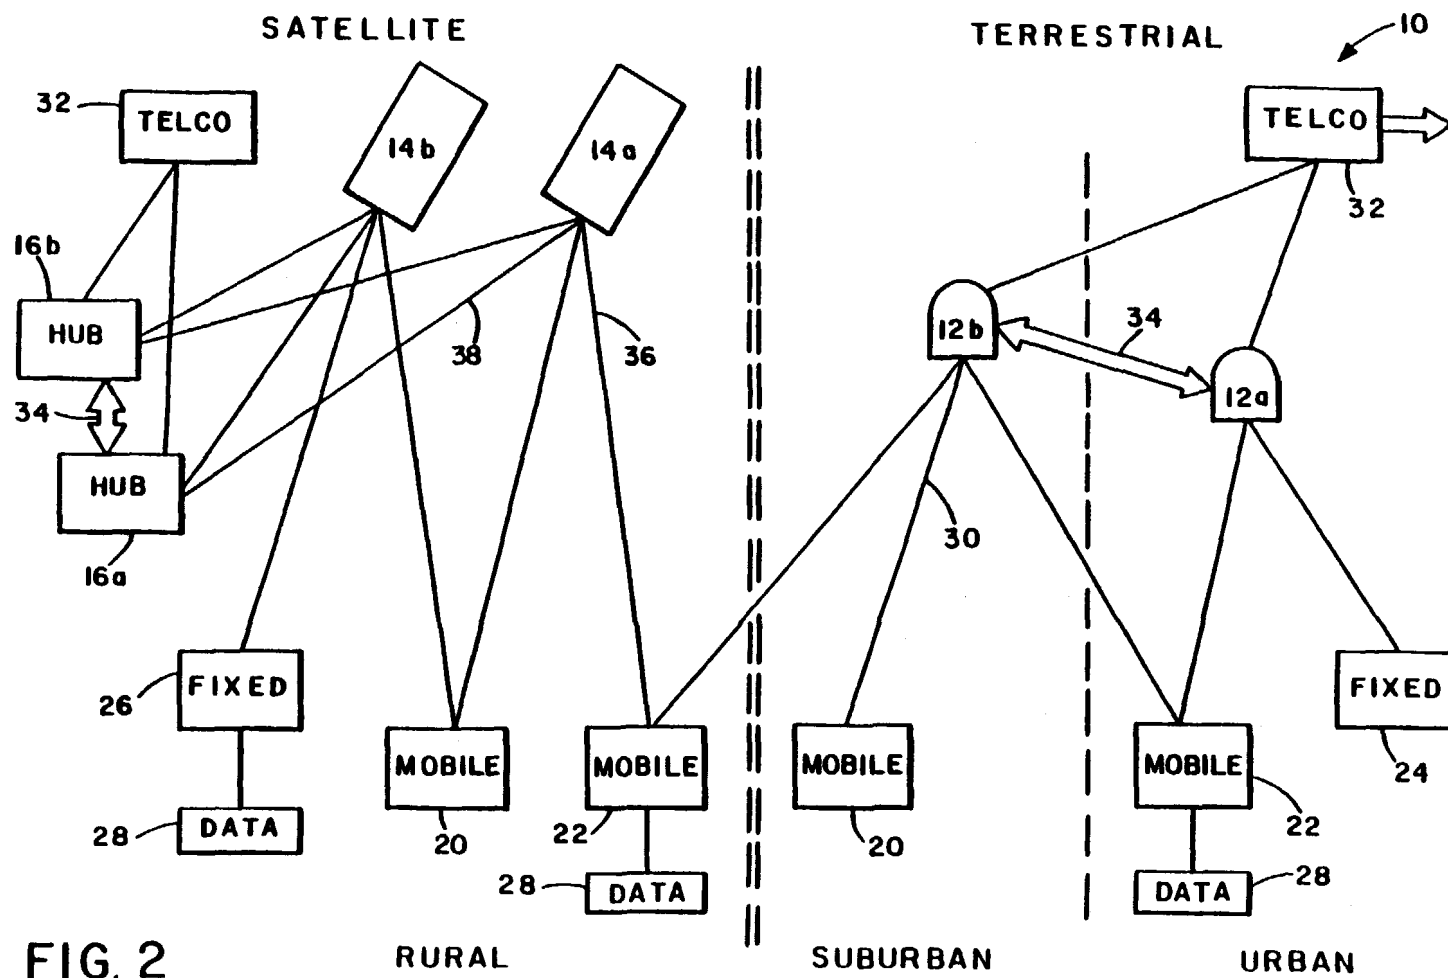 SATELLITE
TERRESTRIAL
10
32
TELCO
14b
14a
TELCO
32
16b
HUB
38
36
12b
34
12a
34
HUB
16a
30
26
FIXED
FIXED
24
MOBILE
MOBILE
MOBILE
MOBILE
28
DATA
20
22
20
22
28
DATA
DATA
28
FIG. 2
RURAL
SUBURBAN
URBAN